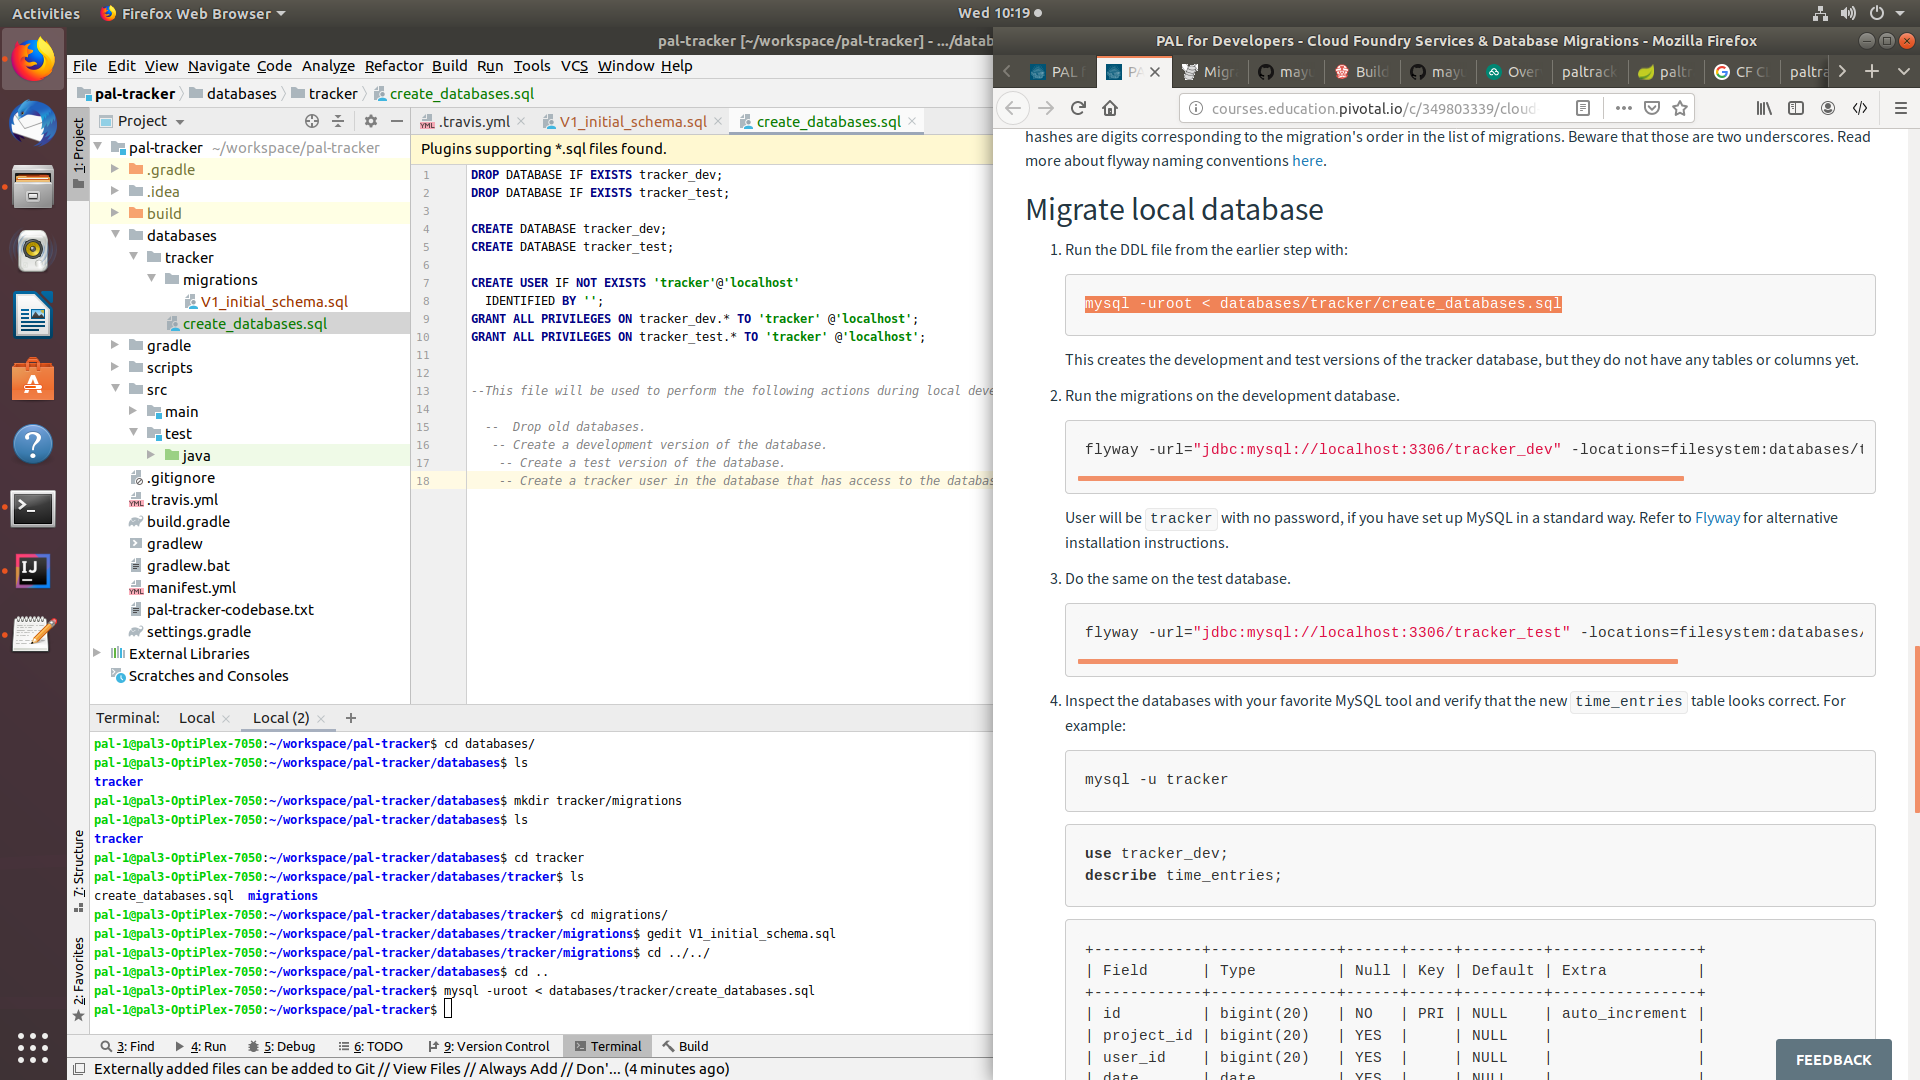 Activities
Firefox Web Browser
Wed 10:19
pal-tracker [~/workspace/pal-tracker] - .../datab
File Edit View Navigate Code Analyze Refactor Build Run Tools VCS Window Help
pal-tracker databases tracker create_databases.sql
Project
.travis.yml
V1_initial_schema.sql
create_databases.sql
1: Project
7: Structure
2: Favorites
pal-tracker ~/workspace/pal-tracker
.gradle
.idea
build
databases
tracker
migrations
V1_initial_schema.sql
create_databases.sql
gradle
scripts
src
main
test
java
.gitignore
.travis.yml
build.gradle
gradlew
gradlew.bat
manifest.yml
pal-tracker-codebase.txt
settings.gradle
External Libraries
Scratches and Consoles
Plugins supporting *.sql files found.
1 DROP DATABASE IF EXISTS tracker_dev;
2 DROP DATABASE IF EXISTS tracker_test;
3
4 CREATE DATABASE tracker_dev;
5 CREATE DATABASE tracker_test;
6
7 CREATE USER IF NOT EXISTS 'tracker'@'localhost'
8 IDENTIFIED BY '';
9 GRANT ALL PRIVILEGES ON tracker_dev.* TO 'tracker' @'localhost';
10 GRANT ALL PRIVILEGES ON tracker_test.* TO 'tracker' @'localhost';
11
12
13 --This file will be used to perform the following actions during local deve
14
15 -- Drop old databases.
16 -- Create a development version of the database.
17 -- Create a test version of the database.
18 -- Create a tracker user in the database that has access to the databas
Terminal: Local Local (2)
pal-1@pal3-OptiPlex-7050:~/workspace/pal-tracker$ cd databases/
pal-1@pal3-OptiPlex-7050:~/workspace/pal-tracker/databases$ ls
tracker
pal-1@pal3-OptiPlex-7050:~/workspace/pal-tracker/databases$ mkdir tracker/migrations
pal-1@pal3-OptiPlex-7050:~/workspace/pal-tracker/databases$ ls
tracker
pal-1@pal3-OptiPlex-7050:~/workspace/pal-tracker/databases$ cd tracker
pal-1@pal3-OptiPlex-7050:~/workspace/pal-tracker/databases/tracker$ ls
create_databases.sql migrations
pal-1@pal3-OptiPlex-7050:~/workspace/pal-tracker/databases/tracker$ cd migrations/
pal-1@pal3-OptiPlex-7050:~/workspace/pal-tracker/databases/tracker/migrations$ gedit V1_initial_schema.sql
pal-1@pal3-OptiPlex-7050:~/workspace/pal-tracker/databases/tracker/migrations$ cd ../../
pal-1@pal3-OptiPlex-7050:~/workspace/pal-tracker/databases$ cd ..
pal-1@pal3-OptiPlex-7050:~/workspace/pal-tracker$ mysql -uroot < databases/tracker/create_databases.sql
pal-1@pal3-OptiPlex-7050:~/workspace/pal-tracker$
3: Find 4: Run 5: Debug 6: TODO 9: Version Control Terminal Build
Externally added files can be added to Git // View Files // Always Add // Don'... (4 minutes ago)
PAL for Developers - Cloud Foundry Services & Database Migrations - Mozilla Firefox
PAL PA Migr may Build may Over paltrack paltr CF C paltra
courses.education.pivotal.io/c/349803339/cloud
hashes are digits corresponding to the migration's order in the list of migrations. Beware that those are two underscores. Read
more about flyway naming conventions here.
Migrate local database
1. Run the DDL file from the earlier step with:
mysql -uroot < databases/tracker/create_databases.sql
This creates the development and test versions of the tracker database, but they do not have any tables or columns yet.
2. Run the migrations on the development database.
flyway -url="jdbc:mysql://localhost:3306/tracker_dev" -locations=filesystem:databases/t
User will be tracker with no password, if you have set up MySQL in a standard way. Refer to Flyway for alternative
installation instructions.
3. Do the same on the test database.
flyway -url="jdbc:mysql://localhost:3306/tracker_test" -locations=filesystem:databases/
4. Inspect the databases with your favorite MySQL tool and verify that the new time_entries table looks correct. For
example:
mysql -u tracker
use tracker_dev;
describe time_entries;
+------------+--------------+------+-----+---------+----------------+
| Field | Type | Null | Key | Default | Extra |
+------------+--------------+------+-----+---------+----------------+
| id | bigint(20) | NO | PRI | NULL | auto_increment |
| project_id | bigint(20) | YES | | NULL | |
| user_id | bigint(20) | YES | | NULL | |
| date | date | YES | | NULL | |
FEEDBACK